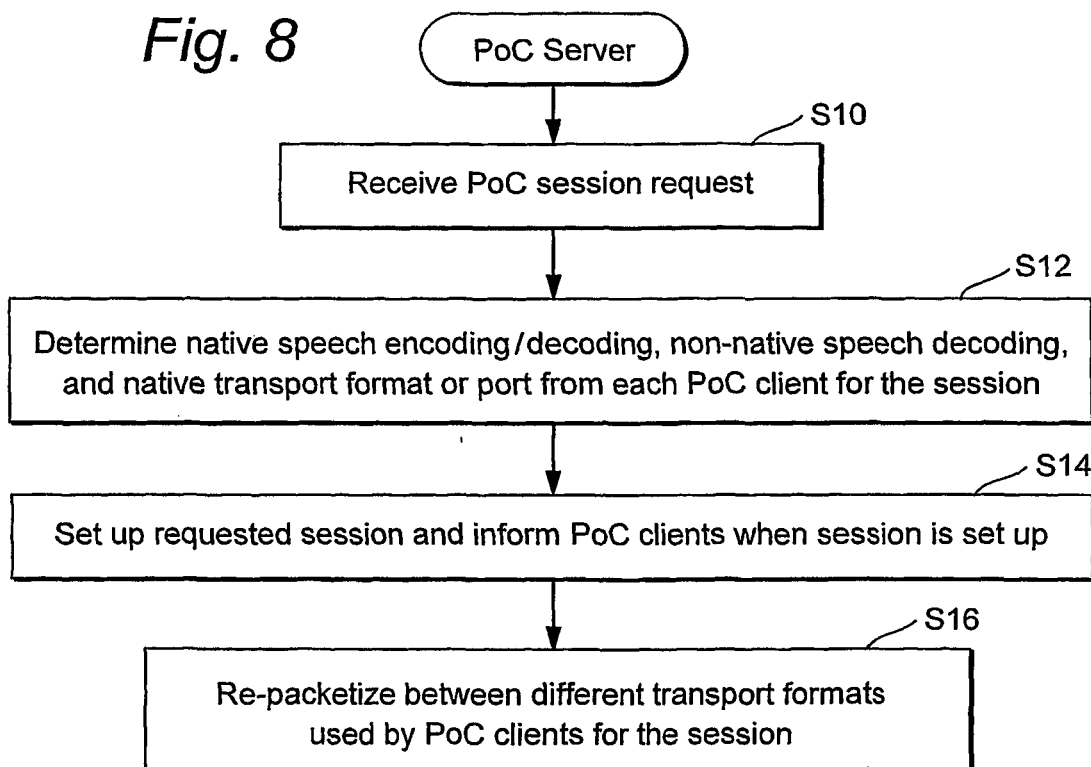 Fig. 8
PoC Server
S10
Receive PoC session request
S12
Determine native speech encoding/decoding, non-native speech decoding,
and native transport format or port from each PoC client for the session
S14
Set up requested session and inform PoC clients when session is set up
S16
Re-packetize between different transport formats
used by PoC clients for the session